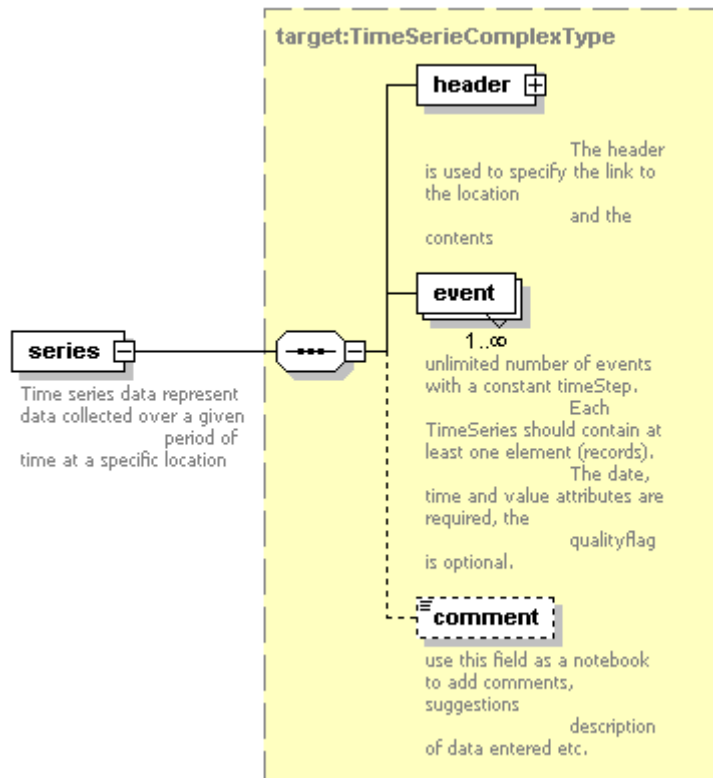 target:TimeSerieComplexType
header
The header
is used to specify the link to
the location
and the
contents
event
1..∞
unlimited number of events
with a constant timeStep.
Each
TimeSeries should contain at
least one element (records).
The date,
time and value attributes are
required, the
qualityflag
is optional.
series
Time series data represent
data collected over a given
period of
time at a specific location
comment
use this field as a notebook
to add comments,
suggestions
description
of data entered etc.